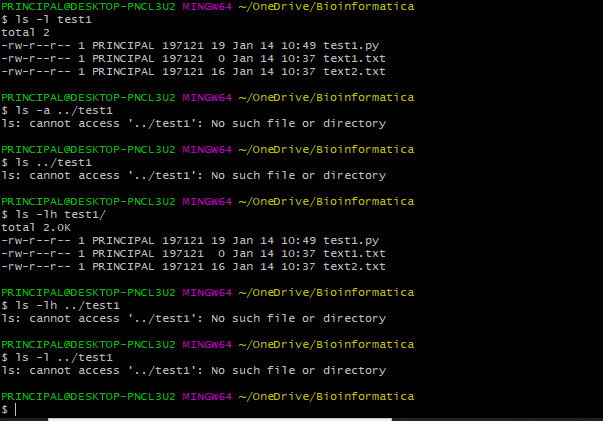 PRINCIPAL@DESKTOP-PNCL3U2 MINGW64 ~/OneDrive/Bioinformatica
$ ls -l test1
total 2
-rw-r--r-- 1 PRINCIPAL 197121 19 Jan 14 10:49 test1.py
-rw-r--r-- 1 PRINCIPAL 197121  0 Jan 14 10:37 text1.txt
-rw-r--r-- 1 PRINCIPAL 197121 16 Jan 14 10:37 text2.txt
PRINCIPAL@DESKTOP-PNCL3U2 MINGW64 ~/OneDrive/Bioinformatica
$ ls -a ../test1
ls: cannot access '../test1': No such file or directory
PRINCIPAL@DESKTOP-PNCL3U2 MINGW64 ~/OneDrive/Bioinformatica
$ ls ../test1
ls: cannot access '../test1': No such file or directory
PRINCIPAL@DESKTOP-PNCL3U2 MINGW64 ~/OneDrive/Bioinformatica
$ ls -lh test1/
total 2.0K
-rw-r--r-- 1 PRINCIPAL 197121 19 Jan 14 10:49 test1.py
-rw-r--r-- 1 PRINCIPAL 197121  0 Jan 14 10:37 text1.txt
-rw-r--r-- 1 PRINCIPAL 197121 16 Jan 14 10:37 text2.txt
PRINCIPAL@DESKTOP-PNCL3U2 MINGW64 ~/OneDrive/Bioinformatica
$ ls -lh ../test1
ls: cannot access '../test1': No such file or directory
PRINCIPAL@DESKTOP-PNCL3U2 MINGW64 ~/OneDrive/Bioinformatica
$ ls -l ../test1
ls: cannot access '../test1': No such file or directory
PRINCIPAL@DESKTOP-PNCL3U2 MINGW64 ~/OneDrive/Bioinformatica
$